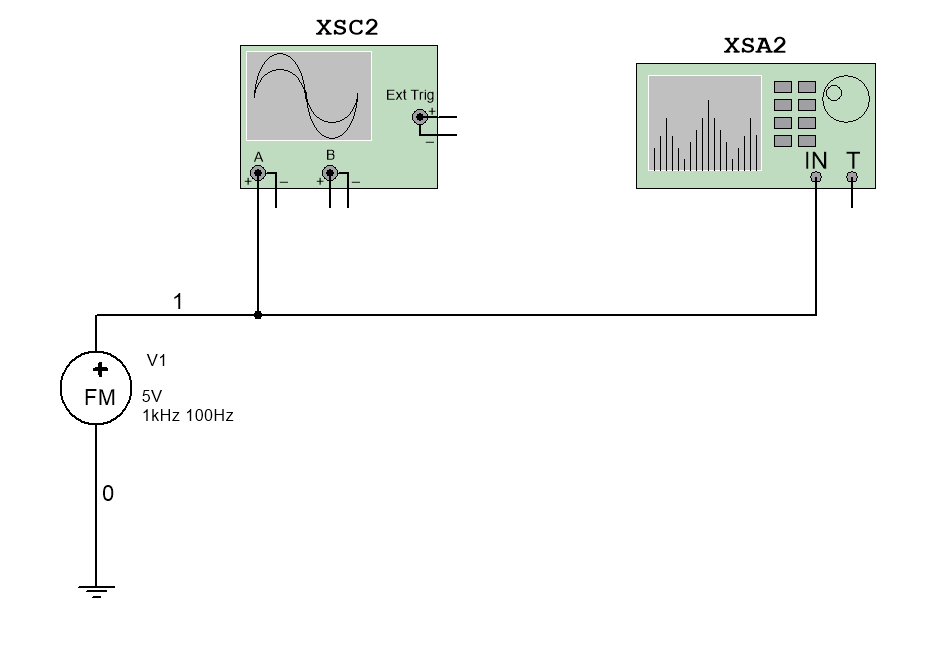 XSC2
XSA2
Ext Trig
+
−
A
B
+ −
+ −
IN T
1
+
FM
V1
5V
1kHz 100Hz
0